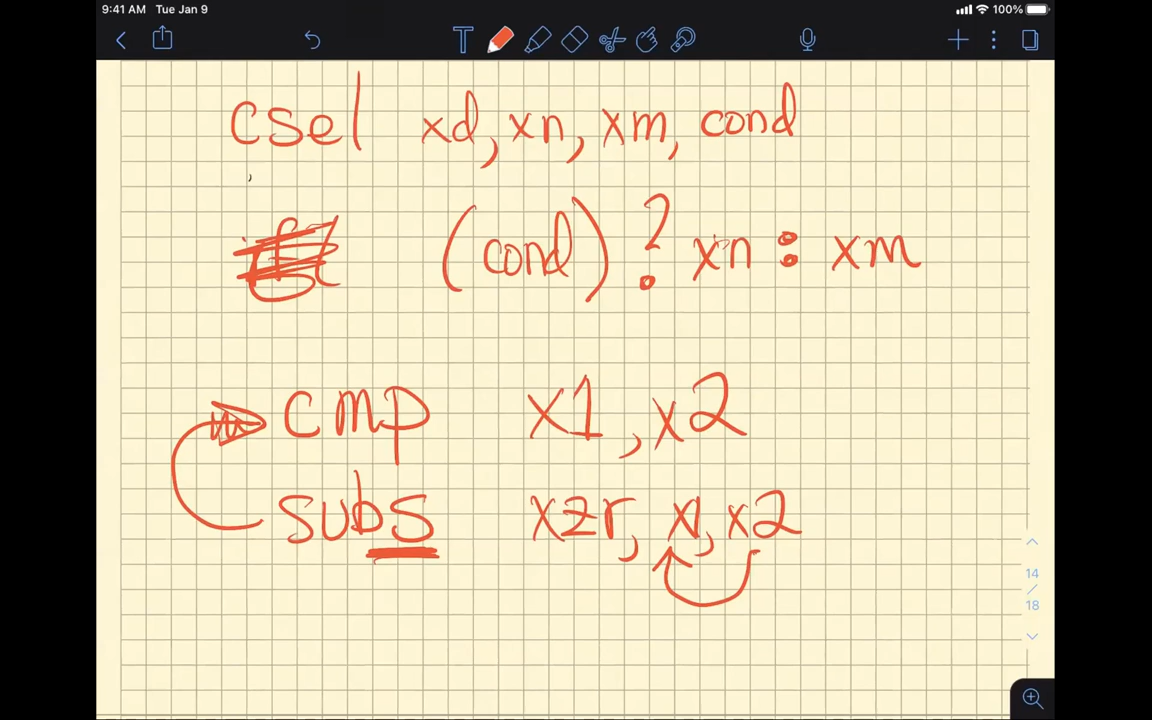 9:41 AM Tue Jan 9
100%
T
csel xd, xn, xm, cond
(cond) ? xn : xm
cmp x1, x2
subs xzr, x1, x2
14
/
18